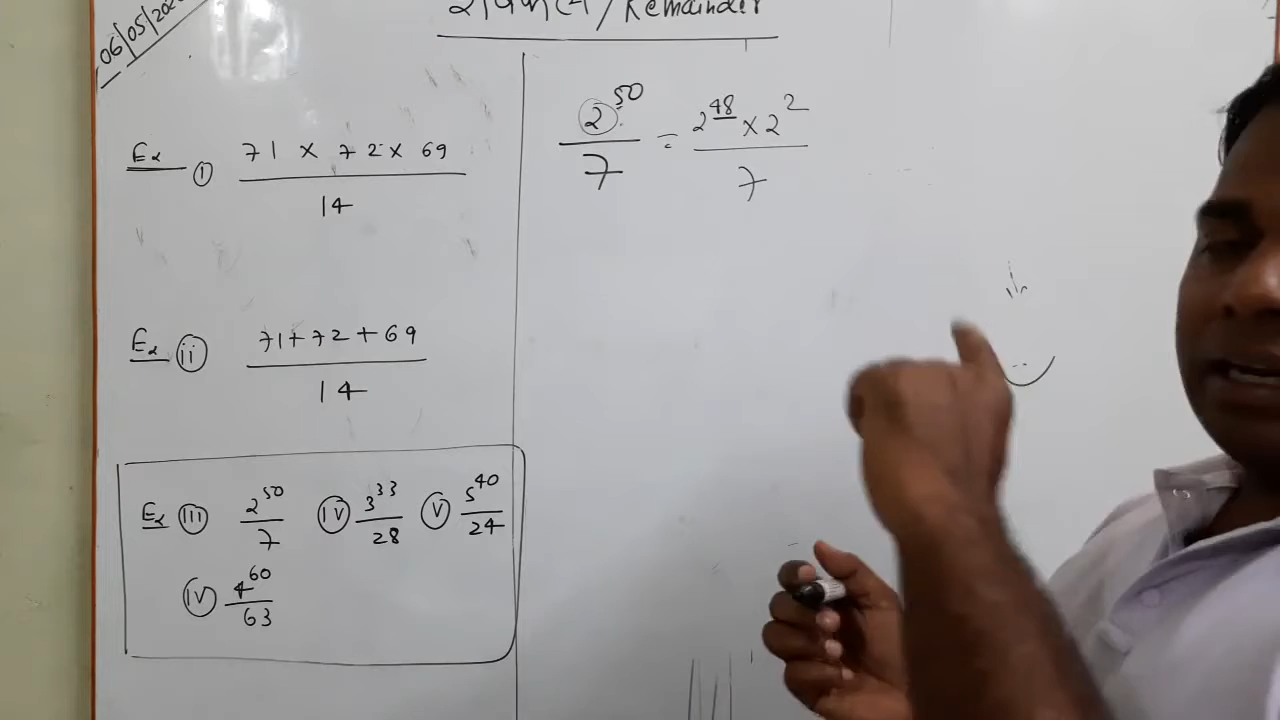 06/05/202
/ Remainder
Ex (i) 71 x 72 x 69 / 14
Ex (ii) 71 + 72 + 69 / 14
Ex (iii) 2^50 / 7 (iv) 3^33 / 28 (v) 5^40 / 24
(iv) 4^60 / 63
2^50 / 7 = 2^48 x 2^2 / 7